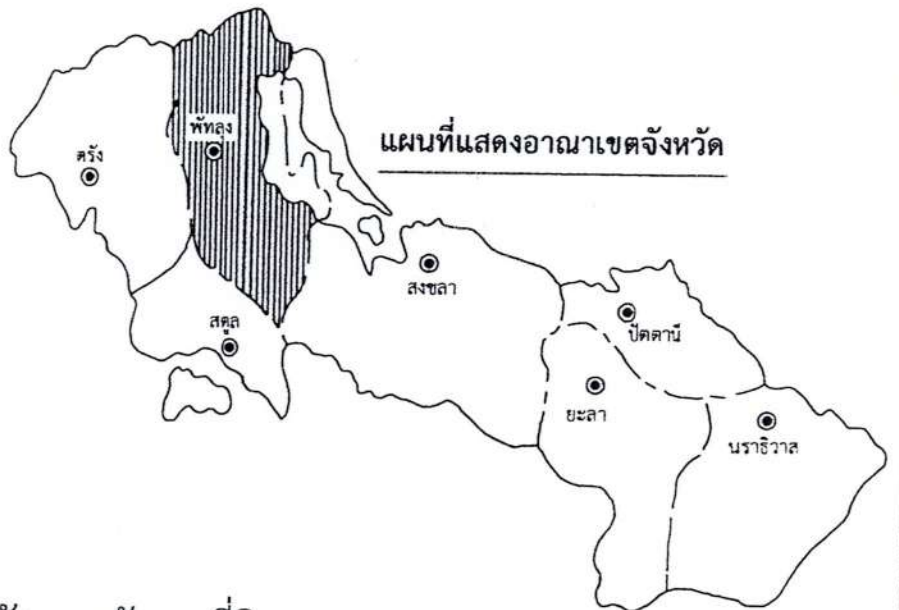 พัทลุง
แผนที่แสดงอาณาเขตจังหวัด
ตรัง
สงขลา
สตูล
ปัตตานี
ยะลา
นราธิวาส